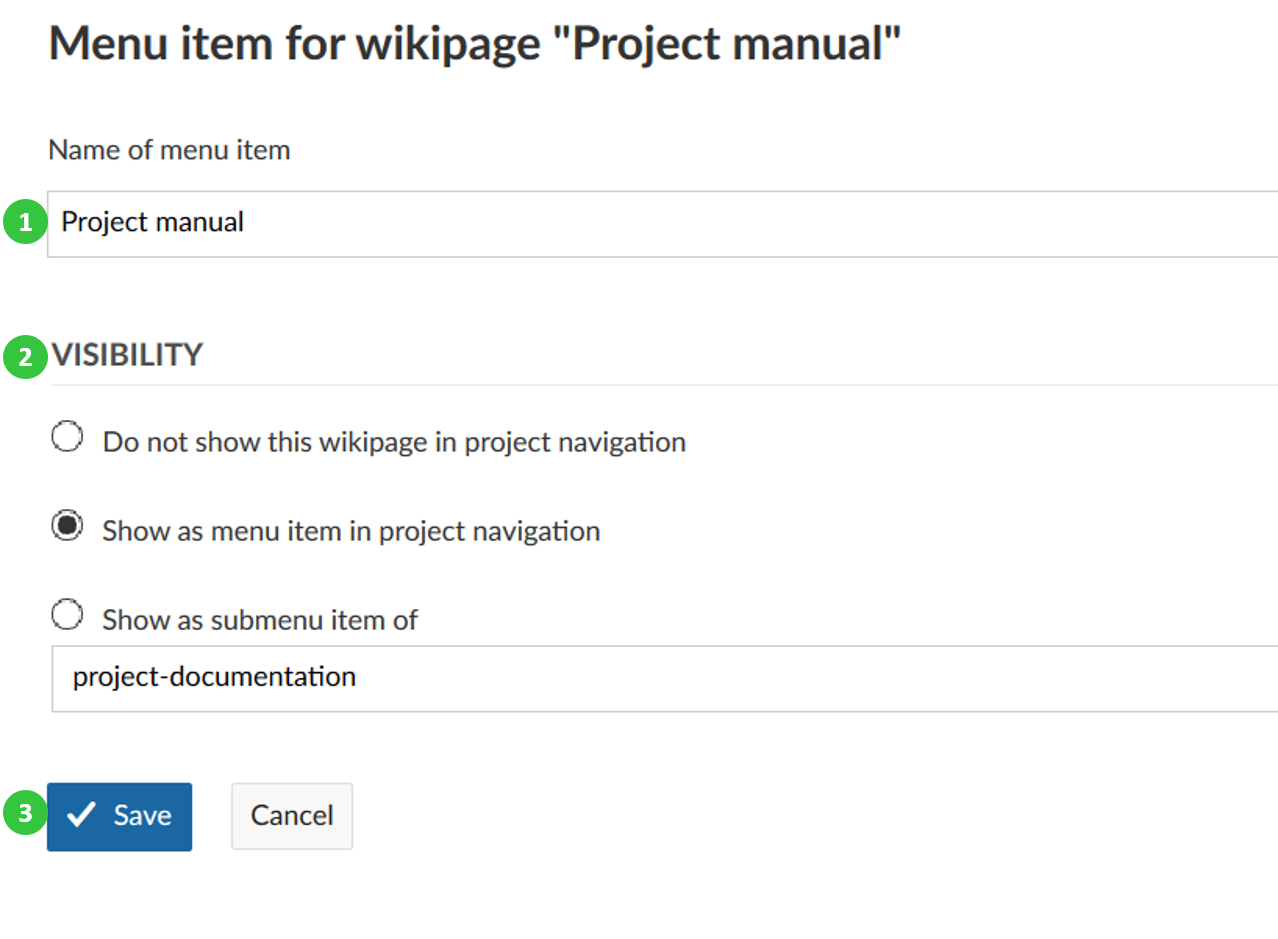 Menu item for wikipage "Project manual"
Name of menu item
1 Project manual
2 VISIBILITY
Do not show this wikipage in project navigation
Show as menu item in project navigation
Show as submenu item of
project-documentation
3 Save Cancel